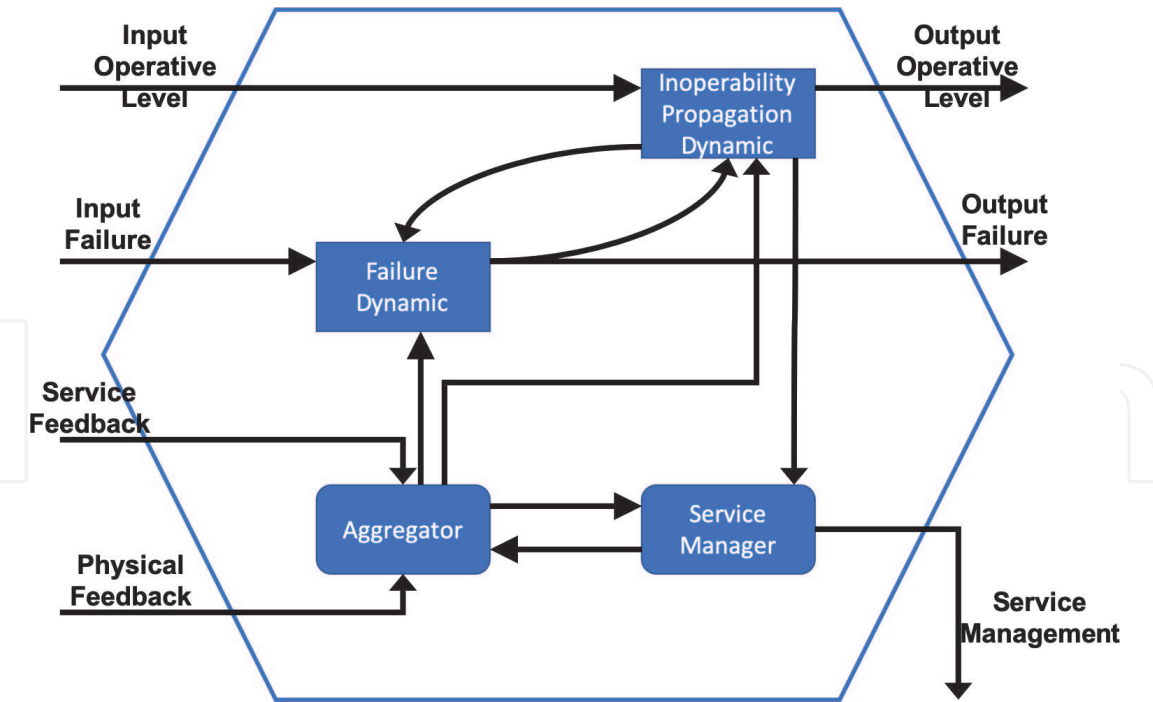 Input
Operative
Level
Output
Operative
Level
Inoperability
Propagation
Dynamic
Input
Failure
Output
Failure
Failure
Dynamic
Service
Feedback
Aggregator
Service
Manager
Physical
Feedback
Service
Management